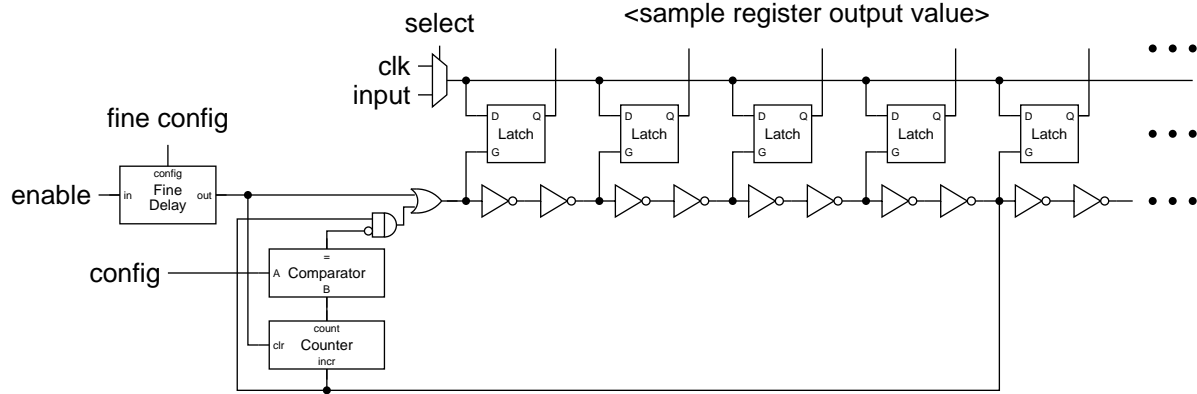 <sample register output value>
select
clk
input
D Q
Latch
G
D Q
Latch
G
D Q
Latch
G
D Q
Latch
G
D Q
Latch
G
fine config
config
enable
in
Fine
Delay
out
config
=
A
Comparator
B
count
clr
Counter
incr